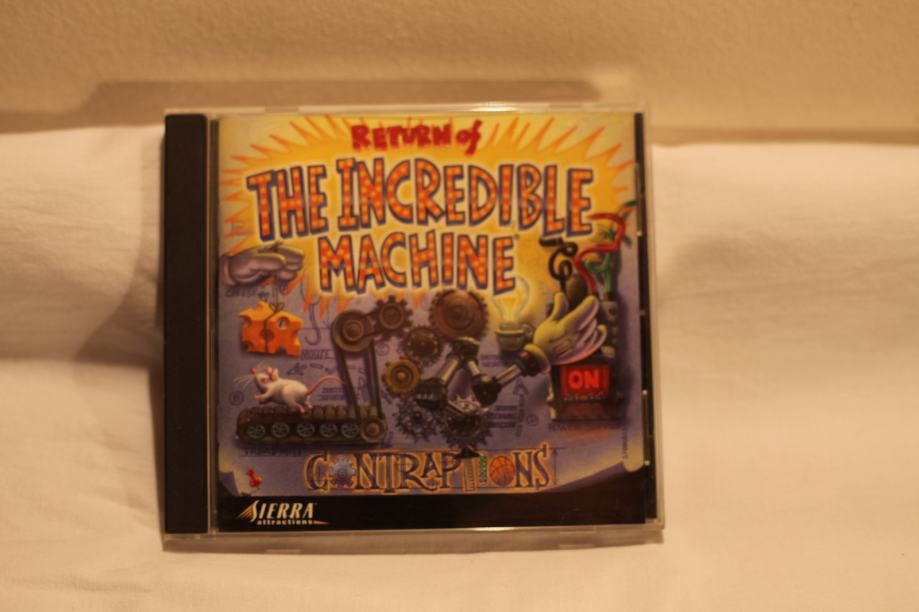 RETURN of
THE INCREDIBLE
MACHINE
ON
CONTRAPTIONS
SIERRA
attractions